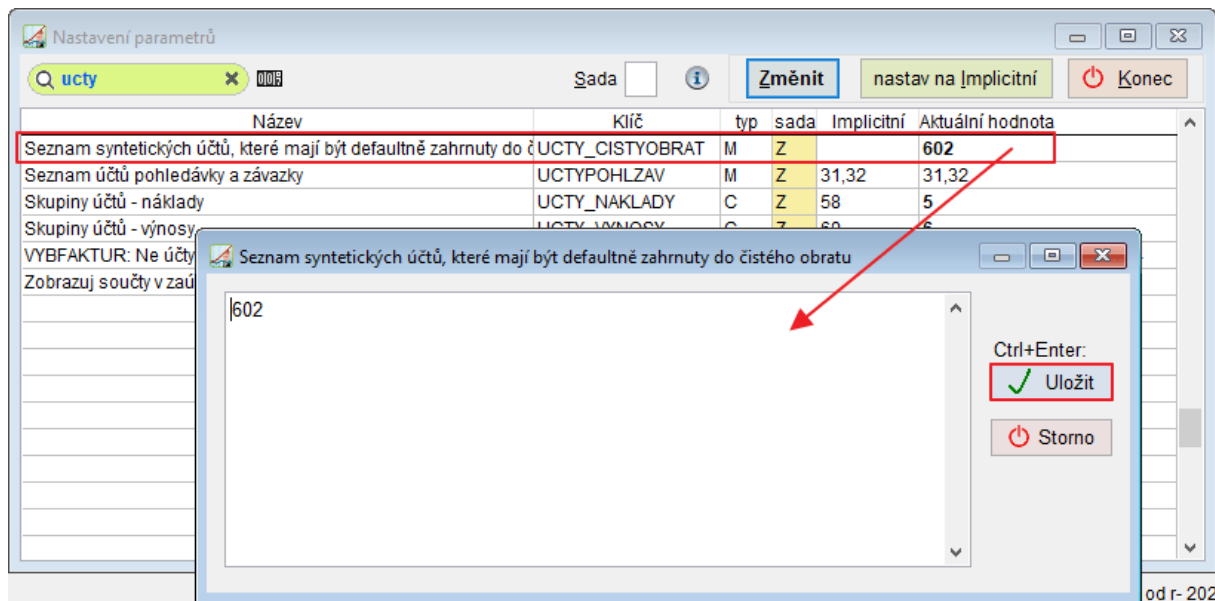 Nastavení parametrů
ucty Sada Změnit nastav na Implicitní Konec
Název Klíč typ sada Implicitní Aktuální hodnota
Seznam syntetických účtů, které mají být defaultně zahrnuty do č UCTY_CISTYOBRAT M Z 602
Seznam účtů pohledávky a závazky UCTYPOHLZAV M Z 31,32 31,32
Skupiny účtů - náklady UCTY_NAKLADY C Z 58 5
Skupiny účtů - výnosy UCTY_VYNOSY C Z 6
VYBFAKTUR: Ne účty
Zobrazuj součty v zaú
Seznam syntetických účtů, které mají být defaultně zahrnuty do čistého obratu
602
Ctrl+Enter:
Uložit
Storno
od r- 202